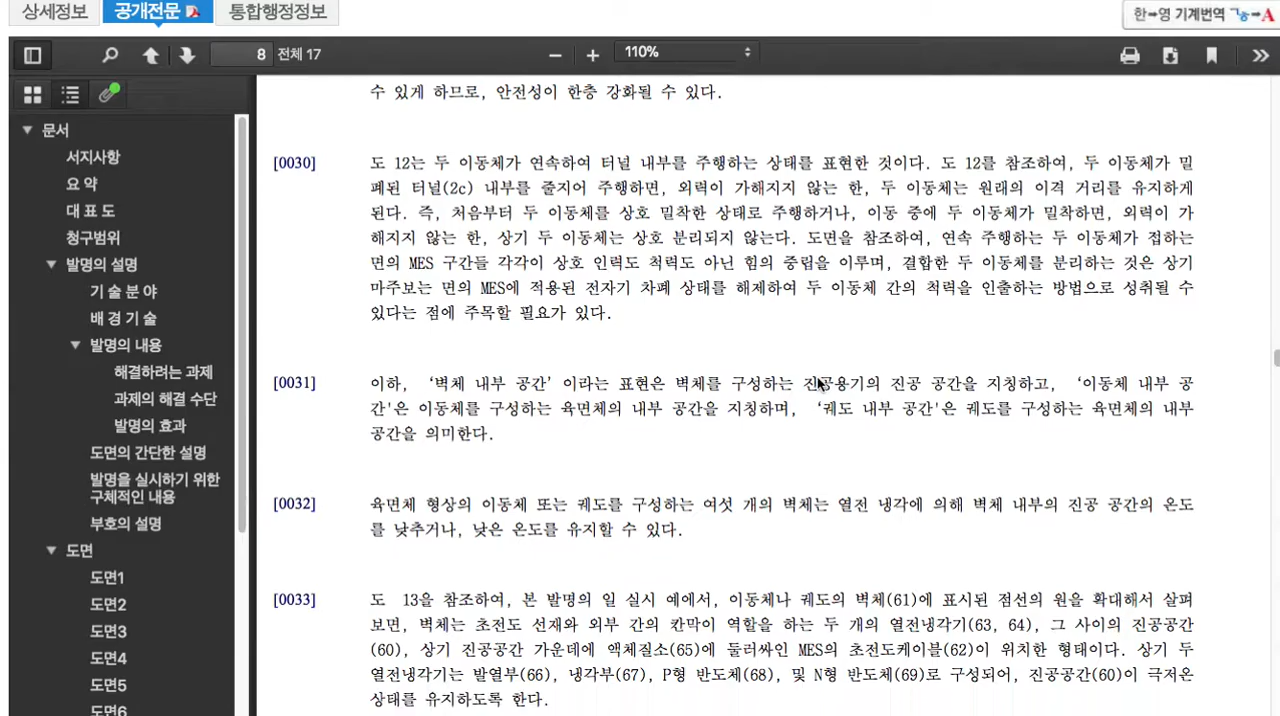 상세정보 공개전문 통합행정정보 한➡영 기계번역
8 전체 17 110%
문서
서지사항
요 약
대 표 도
청구범위
발명의 설명
기 술 분 야
배 경 기 술
발명의 내용
해결하려는 과제
과제의 해결 수단
발명의 효과
도면의 간단한 설명
발명을 실시하기 위한
구체적인 내용
부호의 설명
도면
도면1
도면2
도면3
도면4
도면5
도면6
수 있게 하므로, 안전성이 한층 강화될 수 있다.
[0030] 도 12는 두 이동체가 연속하여 터널 내부를 주행하는 상태를 표현한 것이다. 도 12를 참조하여, 두 이동체가 밀
폐된 터널(2c) 내부를 줄지어 주행하면, 외력이 가해지지 않는 한, 두 이동체는 원래의 이격 거리를 유지하게
된다. 즉, 처음부터 두 이동체를 상호 밀착한 상태로 주행하거나, 이동 중에 두 이동체가 밀착하면, 외력이 가
해지지 않는 한, 상기 두 이동체는 상호 분리되지 않는다. 도면을 참조하여, 연속 주행하는 두 이동체가 접하는
면의 MES 구간들 각각이 상호 인력도 척력도 아닌 힘의 중립을 이루며, 결합한 두 이동체를 분리하는 것은 상기
마주보는 면의 MES에 적용된 전자기 차폐 상태를 해제하여 두 이동체 간의 척력을 인출하는 방법으로 성취될 수
있다는 점에 주목할 필요가 있다.
[0031] 이하, ‘벽체 내부 공간’이라는 표현은 벽체를 구성하는 진공용기의 진공 공간을 지칭하고, ‘이동체 내부 공
간'은 이동체를 구성하는 육면체의 내부 공간을 지칭하며, ‘궤도 내부 공간'은 궤도를 구성하는 육면체의 내부
공간을 의미한다.
[0032] 육면체 형상의 이동체 또는 궤도를 구성하는 여섯 개의 벽체는 열전 냉각에 의해 벽체 내부의 진공 공간의 온도
를 낮추거나, 낮은 온도를 유지할 수 있다.
[0033] 도 13을 참조하여, 본 발명의 일 실시 예에서, 이동체나 궤도의 벽체(61)에 표시된 점선의 원을 확대해서 살펴
보면, 벽체는 초전도 선재와 외부 간의 칸막이 역할을 하는 두 개의 열전냉각기(63, 64), 그 사이의 진공공간
(60), 상기 진공공간 가운데에 액체질소(65)에 둘러싸인 MES의 초전도케이블(62)이 위치한 형태이다. 상기 두
열전냉각기는 발열부(66), 냉각부(67), P형 반도체(68), 및 N형 반도체(69)로 구성되어, 진공공간(60)이 극저온
상태를 유지하도록 한다.